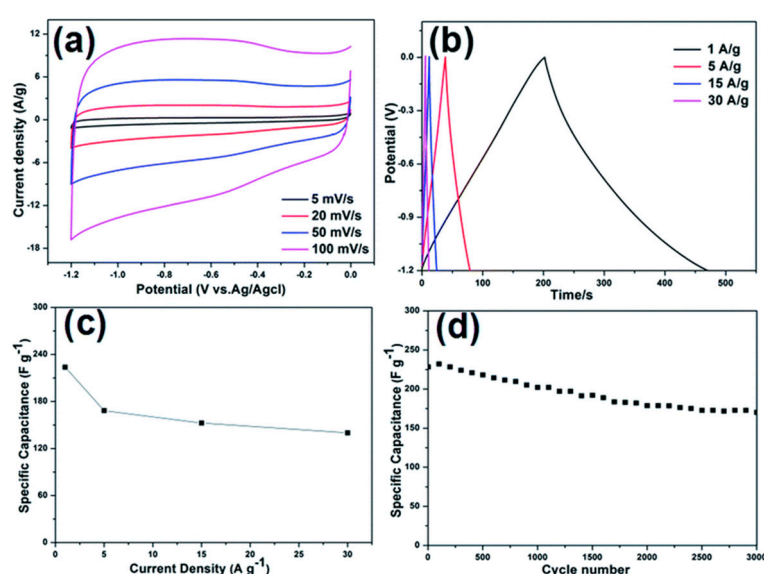 (a)
12
6
0
-6
-12
-18
Current density (A/g)
5 mV/s
20 mV/s
50 mV/s
100 mV/s
-1.2 -1.0 -0.8 -0.6 -0.4 -0.2 0.0
Potential (V vs.Ag/Agcl)
(b)
0.0
-0.3
-0.6
-0.9
-1.2
Potential (V)
1 A/g
5 A/g
15 A/g
30 A/g
0 100 200 300 400 500
Time/s
(c)
300
240
180
120
60
0
Specific Capacitance (F g-1)
0 5 10 15 20 25 30
Current Density (A g-1)
(d)
300
250
200
150
100
50
0
Specific Capacitance (F g-1)
0 500 1000 1500 2000 2500 3000
Cycle number